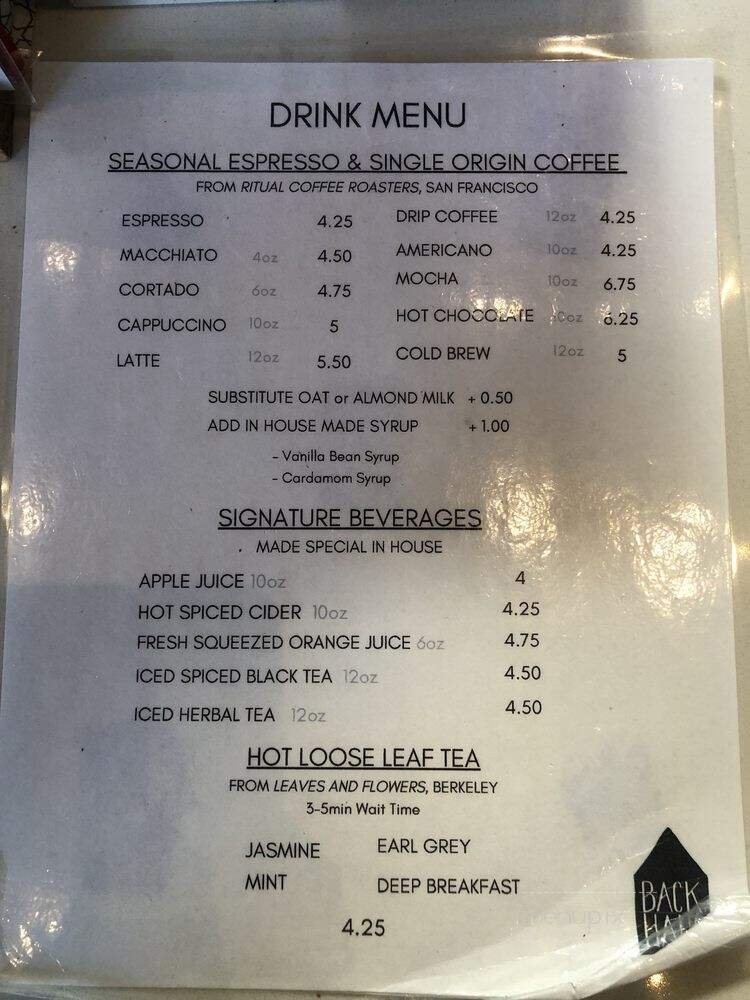 DRINK MENU
SEASONAL ESPRESSO & SINGLE ORIGIN COFFEE
FROM RITUAL COFFEE ROASTERS, SAN FRANCISCO
ESPRESSO 4.25
MACCHIATO 4oz 4.50
CORTADO 6oz 4.75
CAPPUCCINO 10oz 5
LATTE 12oz 5.50
DRIP COFFEE 12oz 4.25
AMERICANO 10oz 4.25
MOCHA 10oz 6.75
HOT CHOCOLATE 6.25
COLD BREW 12oz 5
SUBSTITUTE OAT or ALMOND MILK + 0.50
ADD IN HOUSE MADE SYRUP + 1.00
- Vanilla Bean Syrup
- Cardamom Syrup
SIGNATURE BEVERAGES
MADE SPECIAL IN HOUSE
APPLE JUICE 10oz 4
HOT SPICED CIDER 10oz 4.25
FRESH SQUEEZED ORANGE JUICE 6oz 4.75
ICED SPICED BLACK TEA 12oz 4.50
ICED HERBAL TEA 12oz 4.50
HOT LOOSE LEAF TEA
FROM LEAVES AND FLOWERS, BERKELEY
3-5min Wait Time
JASMINE EARL GREY
MINT DEEP BREAKFAST
4.25
BACK